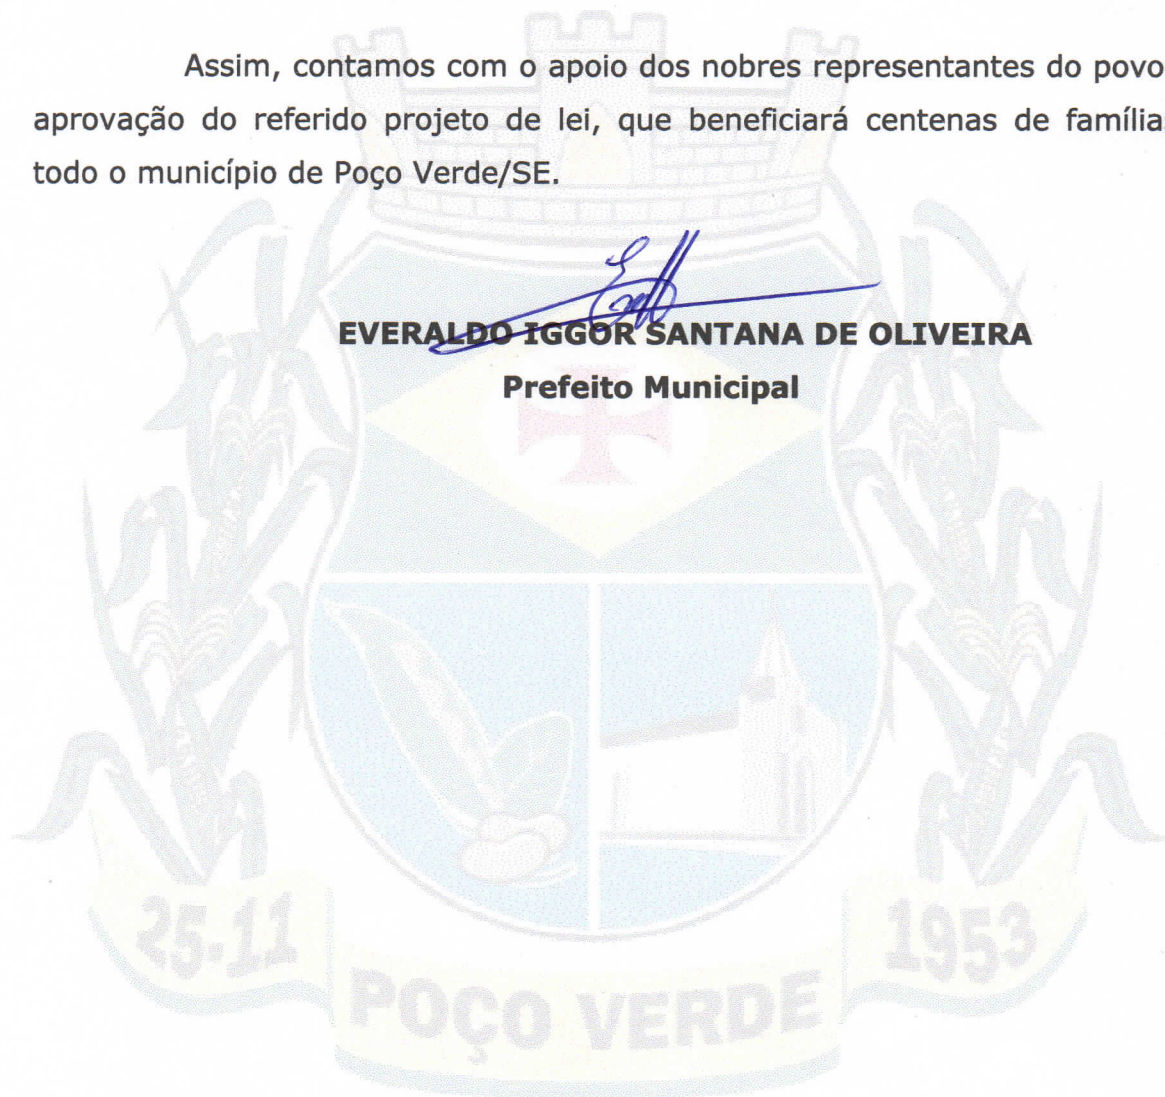 Assim, contamos com o apoio dos nobres representantes do povo
aprovação do referido projeto de lei, que beneficiará centenas de família
todo o município de Poço Verde/SE.
EVERALDO IGGOR SANTANA DE OLIVEIRA
Prefeito Municipal
25-11
1953
POÇO VERDE